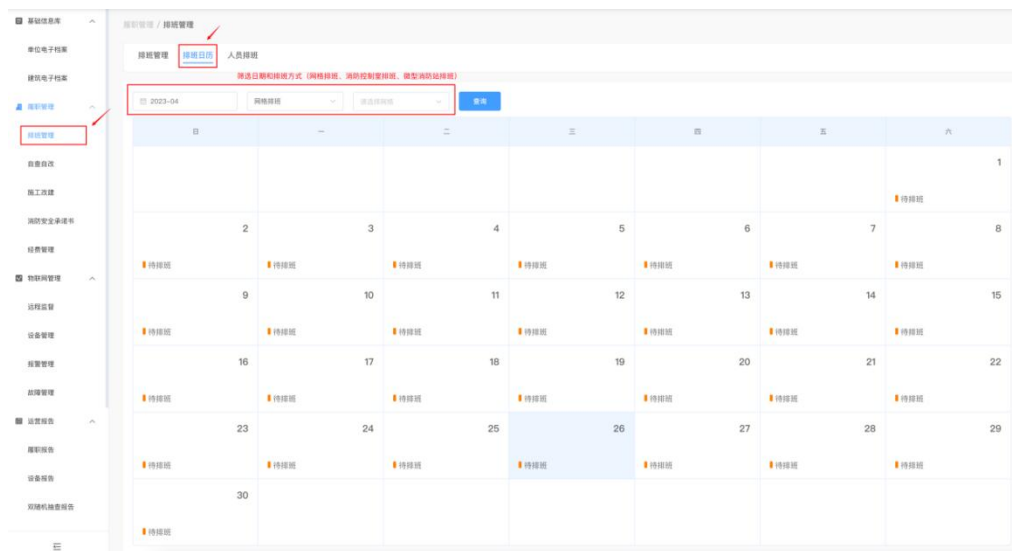 基础信息库
单位电子档案
建筑电子档案
履职管理
排班管理
自查自改
施工改建
消防安全承诺书
经费管理
物联网管理
远程监督
设备管理
报警管理
故障管理
运营报告
履职报告
设备报告
双随机抽查报告
履职管理 / 排班管理
排班管理 排班日历 人员排班
筛选日期和排班方式(网格排班、消防控制室排班、微型消防站排班)
2023-04 网格排班 查询
日 一 二 三 四 五 六
1
待排班
2 3 4 5 6 7 8
待排班 待排班 待排班 待排班 待排班 待排班 待排班
9 10 11 12 13 14 15
待排班 待排班 待排班 待排班 待排班 待排班 待排班
16 17 18 19 20 21 22
待排班 待排班 待排班 待排班 待排班 待排班 待排班
23 24 25 26 27 28 29
待排班 待排班 待排班 待排班 待排班 待排班 待排班
30
待排班